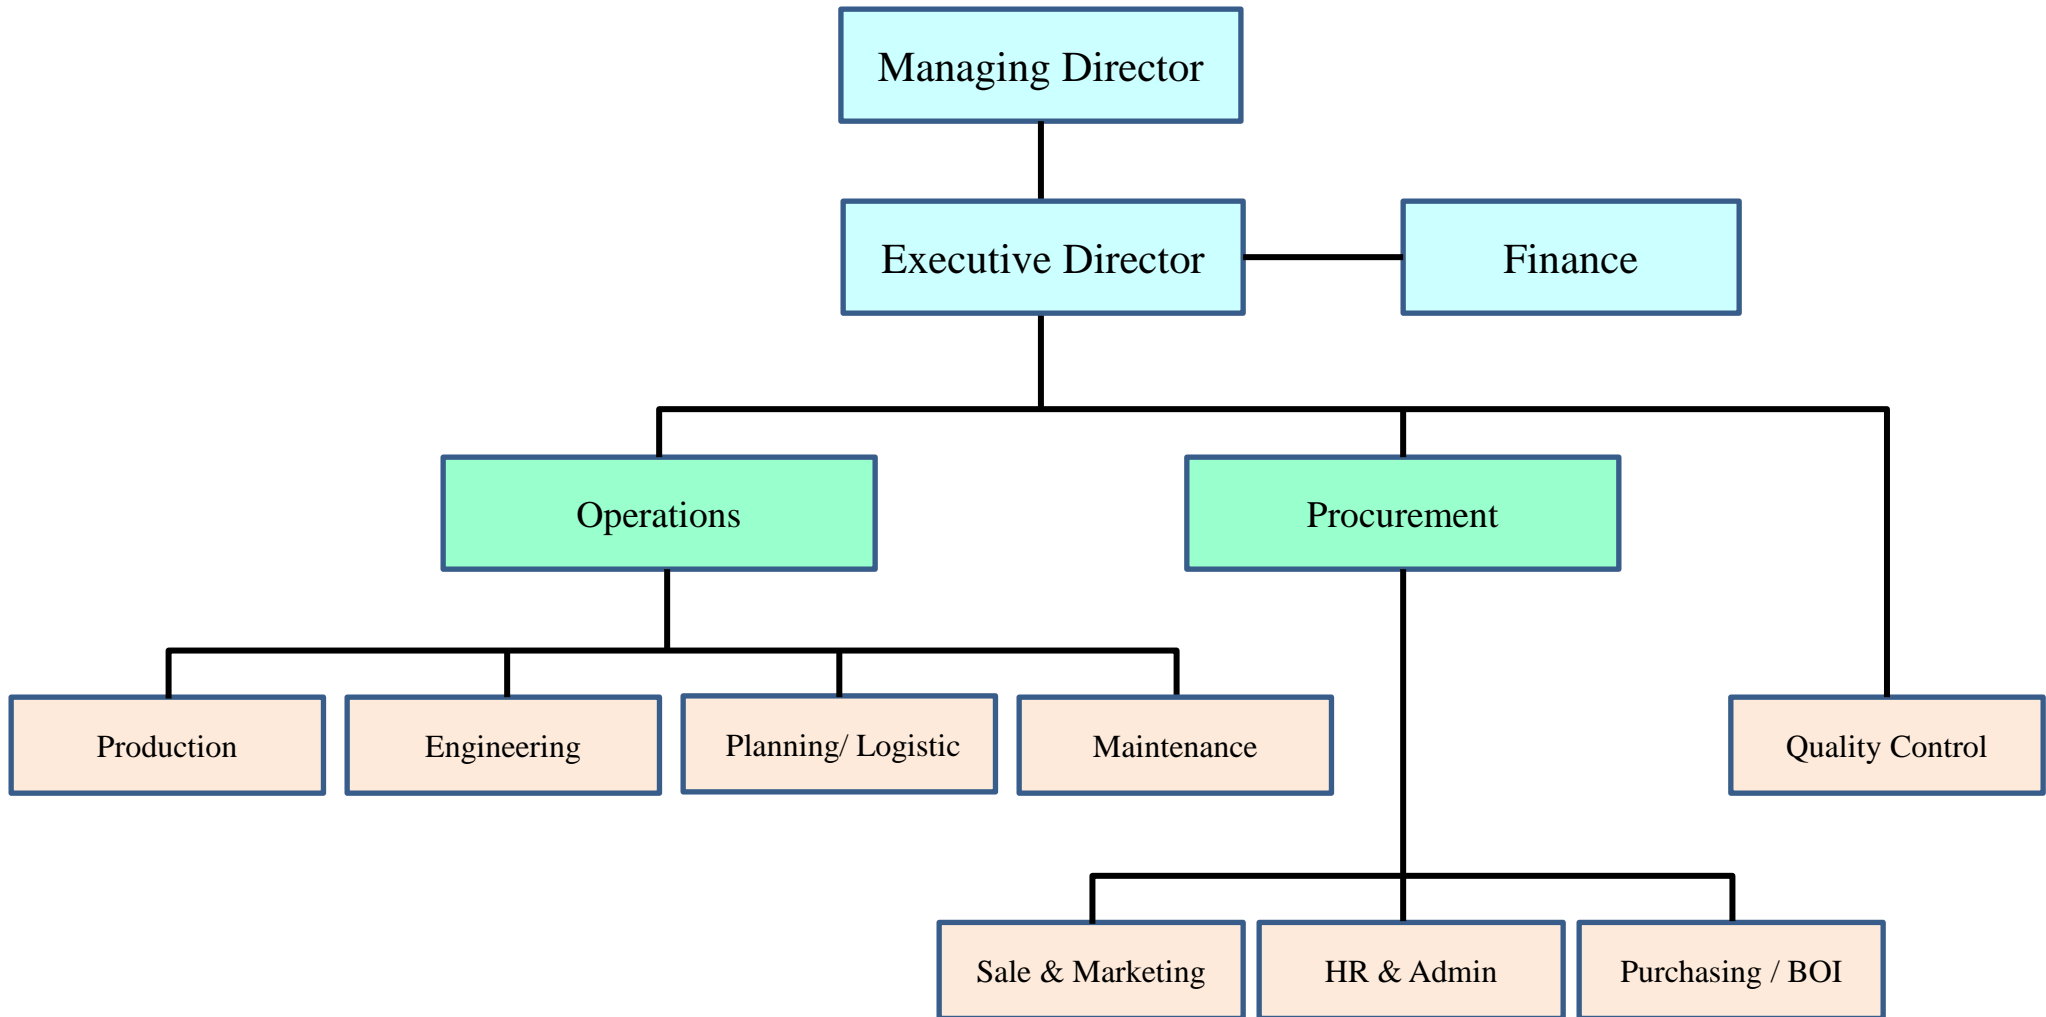 Managing Director
Executive Director
Finance
Operations
Procurement
Production
Engineering
Planning/ Logistic
Maintenance
Quality Control
Sale & Marketing
HR & Admin
Purchasing / BOI